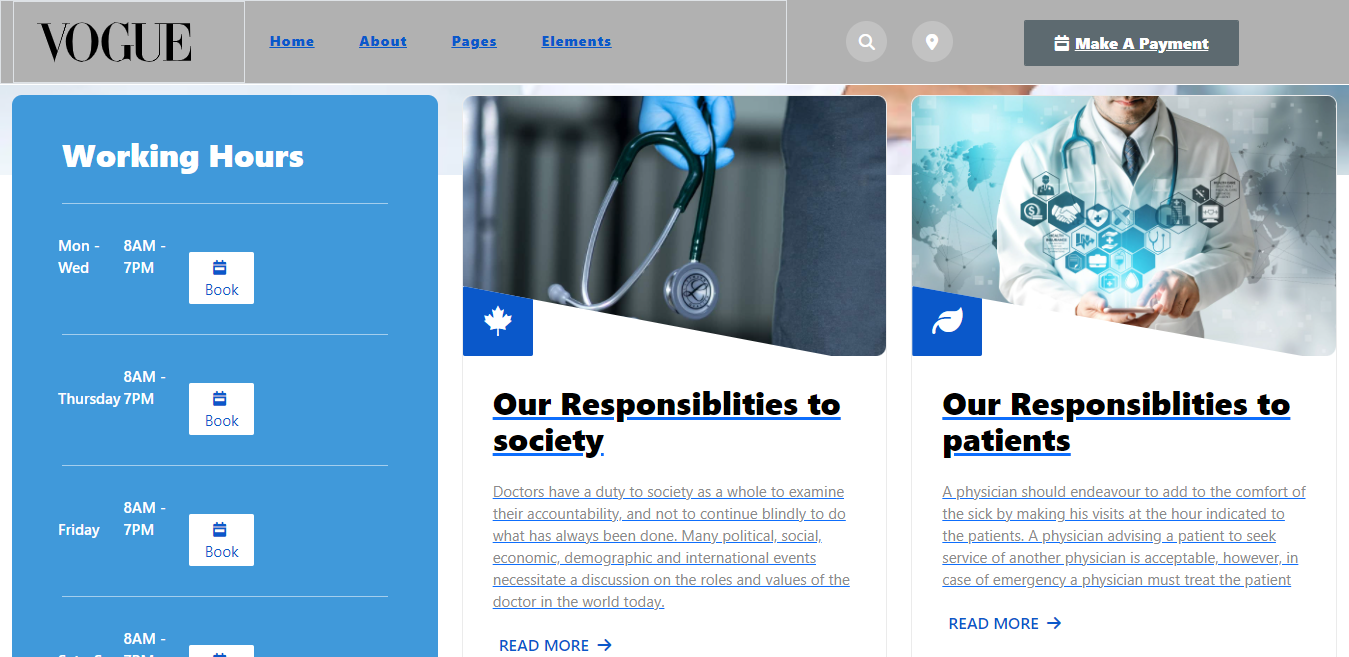 VOGUE
Home About Pages Elements
Make A Payment
Working Hours
Mon - 8AM -
Wed 7PM
Book
8AM -
Thursday 7PM
Book
8AM -
Friday 7PM
Book
8AM -
Our Responsiblities to
society
Doctors have a duty to society as a whole to examine
their accountability, and not to continue blindly to do
what has always been done. Many political, social,
economic, demographic and international events
necessitate a discussion on the roles and values of the
doctor in the world today.
READ MORE
Our Responsiblities to
patients
A physician should endeavour to add to the comfort of
the sick by making his visits at the hour indicated to
the patients. A physician advising a patient to seek
service of another physician is acceptable, however, in
case of emergency a physician must treat the patient
READ MORE